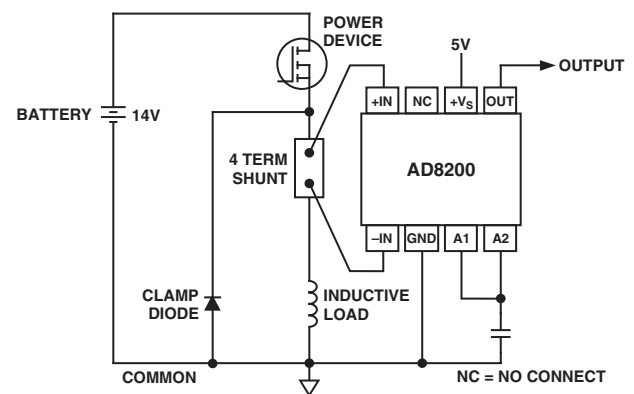 POWER
DEVICE
5V
OUTPUT
+IN
NC
+VS
OUT
BATTERY
14V
4 TERM
SHUNT
AD8200
–IN
GND
A1
A2
CLAMP
DIODE
INDUCTIVE
LOAD
COMMON
NC = NO CONNECT